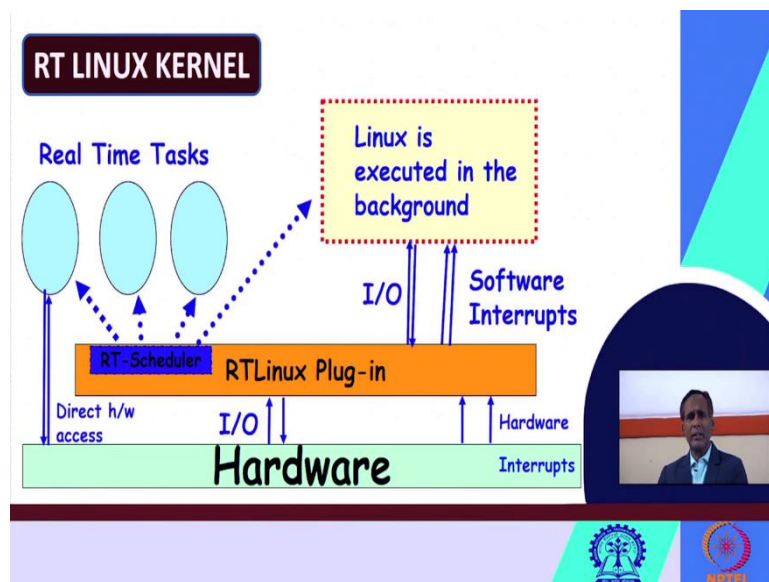 RT LINUX KERNEL
Real Time Tasks
Linux is
executed in the
background
I/O
Software
Interrupts
RT-Scheduler
RTLinux Plug-in
Direct h/w
access
I/O
Hardware
Hardware
Interrupts
NPTEL